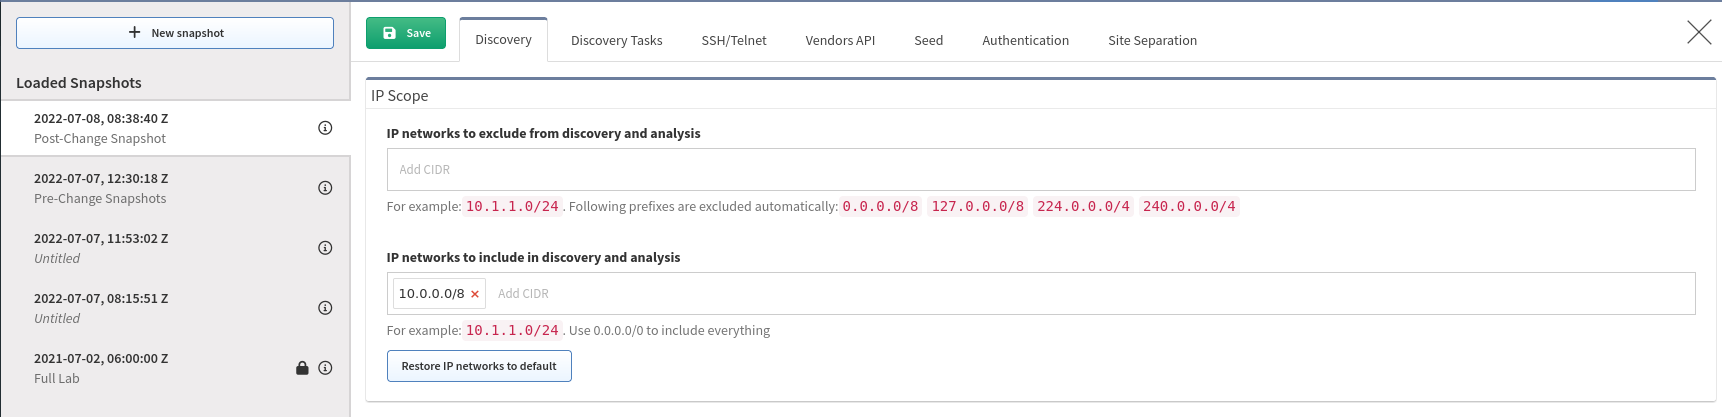 New snapshot
Loaded Snapshots
2022-07-08, 08:38:40 Z
Post-Change Snapshot
2022-07-07, 12:30:18 Z
Pre-Change Snapshots
2022-07-07, 11:53:02 Z
Untitled
2022-07-07, 08:15:51 Z
Untitled
2021-07-02, 06:00:00 Z
Full Lab
Save Discovery Discovery Tasks SSH/Telnet Vendors API Seed Authentication Site Separation
IP Scope
IP networks to exclude from discovery and analysis
Add CIDR
For example: 10.1.1.0/24. Following prefixes are excluded automatically: 0.0.0.0/8 127.0.0.0/8 224.0.0.0/4 240.0.0.0/4
IP networks to include in discovery and analysis
10.0.0.0/8 × Add CIDR
For example: 10.1.1.0/24. Use 0.0.0.0/0 to include everything
Restore IP networks to default